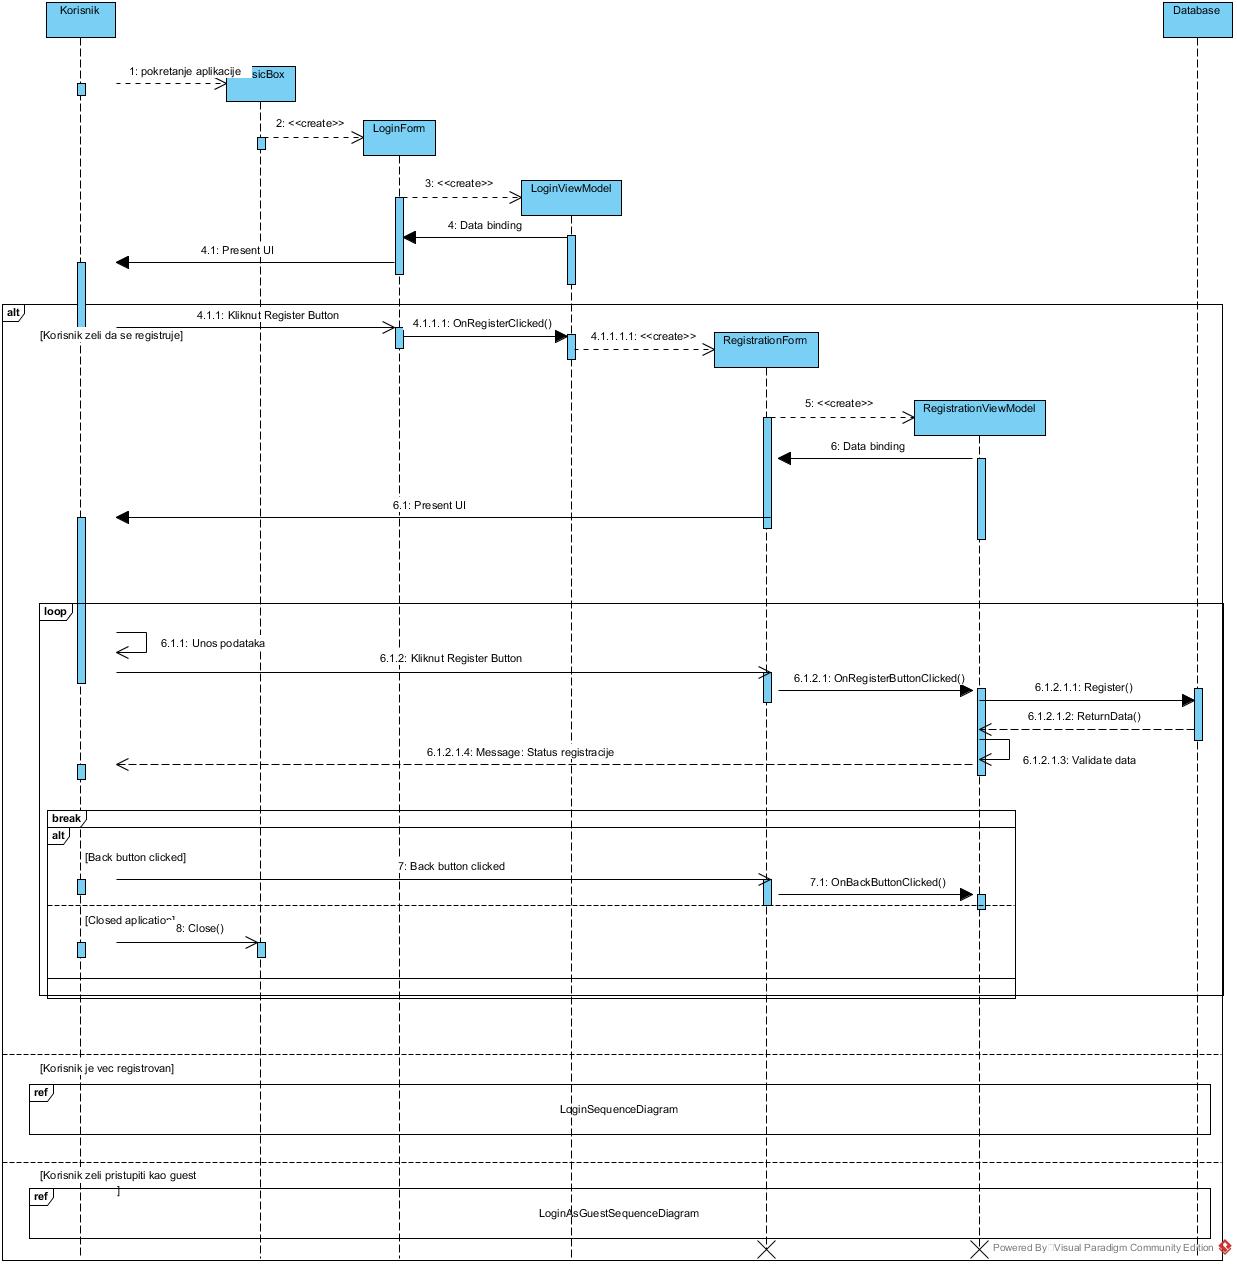 Korisnik
Database
1: pokretanje aplikacije
sicBox
2: <<create>>
LoginForm
3: <<create>>
LoginViewModel
4: Data binding
4.1: Present UI
alt
4.1.1: Kliknut Register Button
[Korisnik zeli da se registruje]
4.1.1.1: OnRegisterClicked()
4.1.1.1.1: <<create>>
RegistrationForm
5: <<create>>
RegistrationViewModel
6: Data binding
6.1: Present UI
loop
6.1.1: Unos podataka
6.1.2: Kliknut Register Button
6.1.2.1: OnRegisterButtonClicked()
6.1.2.1.1: Register()
6.1.2.1.2: ReturnData()
6.1.2.1.4: Message: Status registracije
6.1.2.1.3: Validate data
break
alt
[Back button clicked]
7: Back button clicked
7.1: OnBackButtonClicked()
[Closed aplication]
8: Close()
[Korisnik je vec registrovan]
ref
LoginSequenceDiagram
[Korisnik zeli pristupiti kao guest
]
ref
LoginAsGuestSequenceDiagram
Powered By Visual Paradigm Community Edition